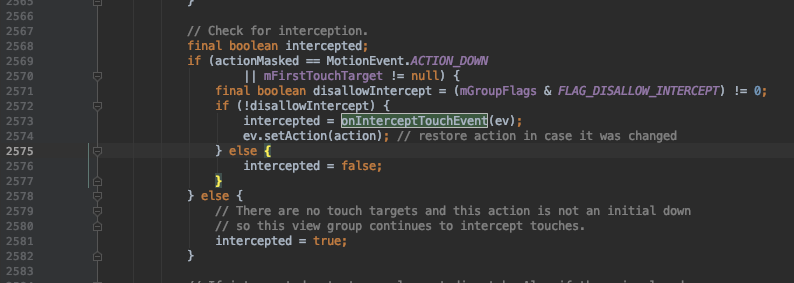 2565 }
2566
2567 // Check for interception.
2568 final boolean intercepted;
2569 if (actionMasked == MotionEvent.ACTION_DOWN
2570 || mFirstTouchTarget != null) {
2571 final boolean disallowIntercept = (mGroupFlags & FLAG_DISALLOW_INTERCEPT) != 0;
2572 if (!disallowIntercept) {
2573 intercepted = onInterceptTouchEvent(ev);
2574 ev.setAction(action); // restore action in case it was changed
2575 } else {
2576 intercepted = false;
2577 }
2578 } else {
2579 // There are no touch targets and this action is not an initial down
2580 // so this view group continues to intercept touches.
2581 intercepted = true;
2582 }
2583